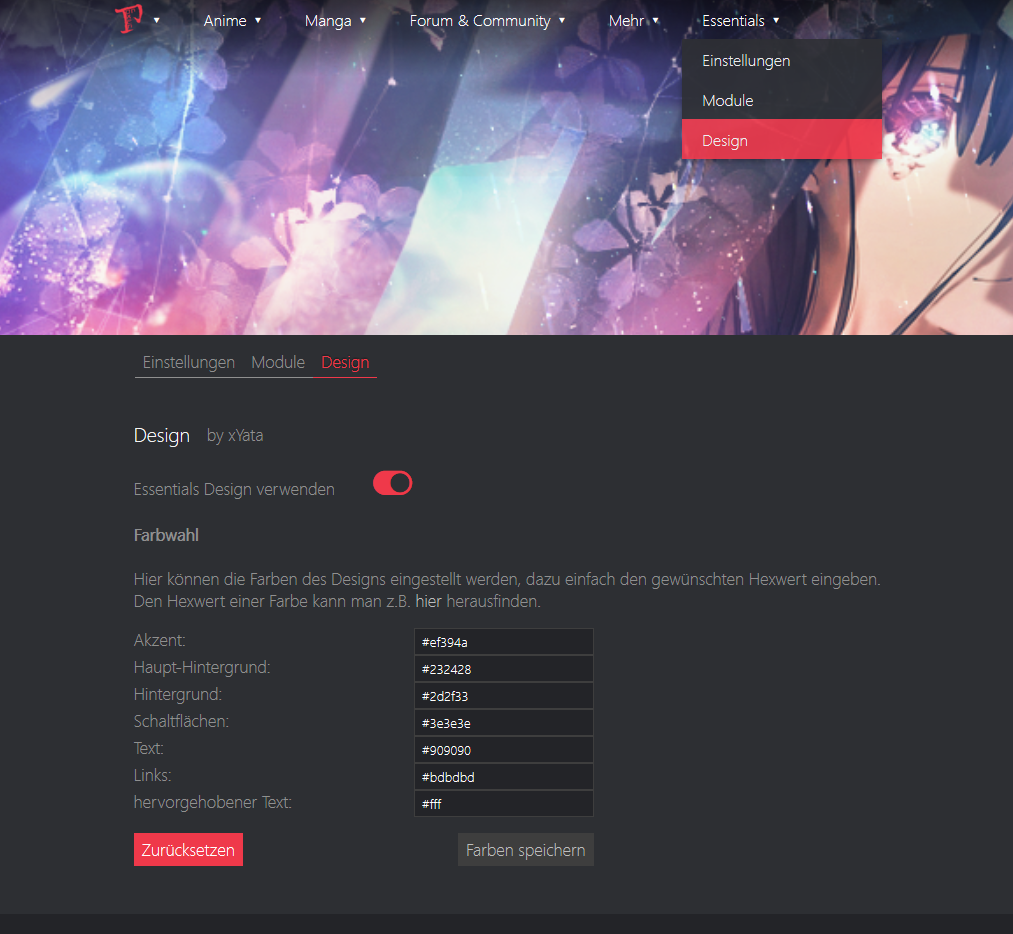 Anime ▼ Manga ▼ Forum & Community ▼ Mehr ▼ Essentials ▼
Einstellungen
Module
Design
Einstellungen Module Design
Design by xYata
Essentials Design verwenden
Farbwahl
Hier können die Farben des Designs eingestellt werden, dazu einfach den gewünschten Hexwert eingeben.
Den Hexwert einer Farbe kann man z.B. hier herausfinden.
Akzent: #ef394a
Haupt-Hintergrund: #232428
Hintergrund: #2d2f33
Schaltflächen: #3e3e3e
Text: #909090
Links: #bdbdbd
hervorgehobener Text: #fff
Zurücksetzen Farben speichern